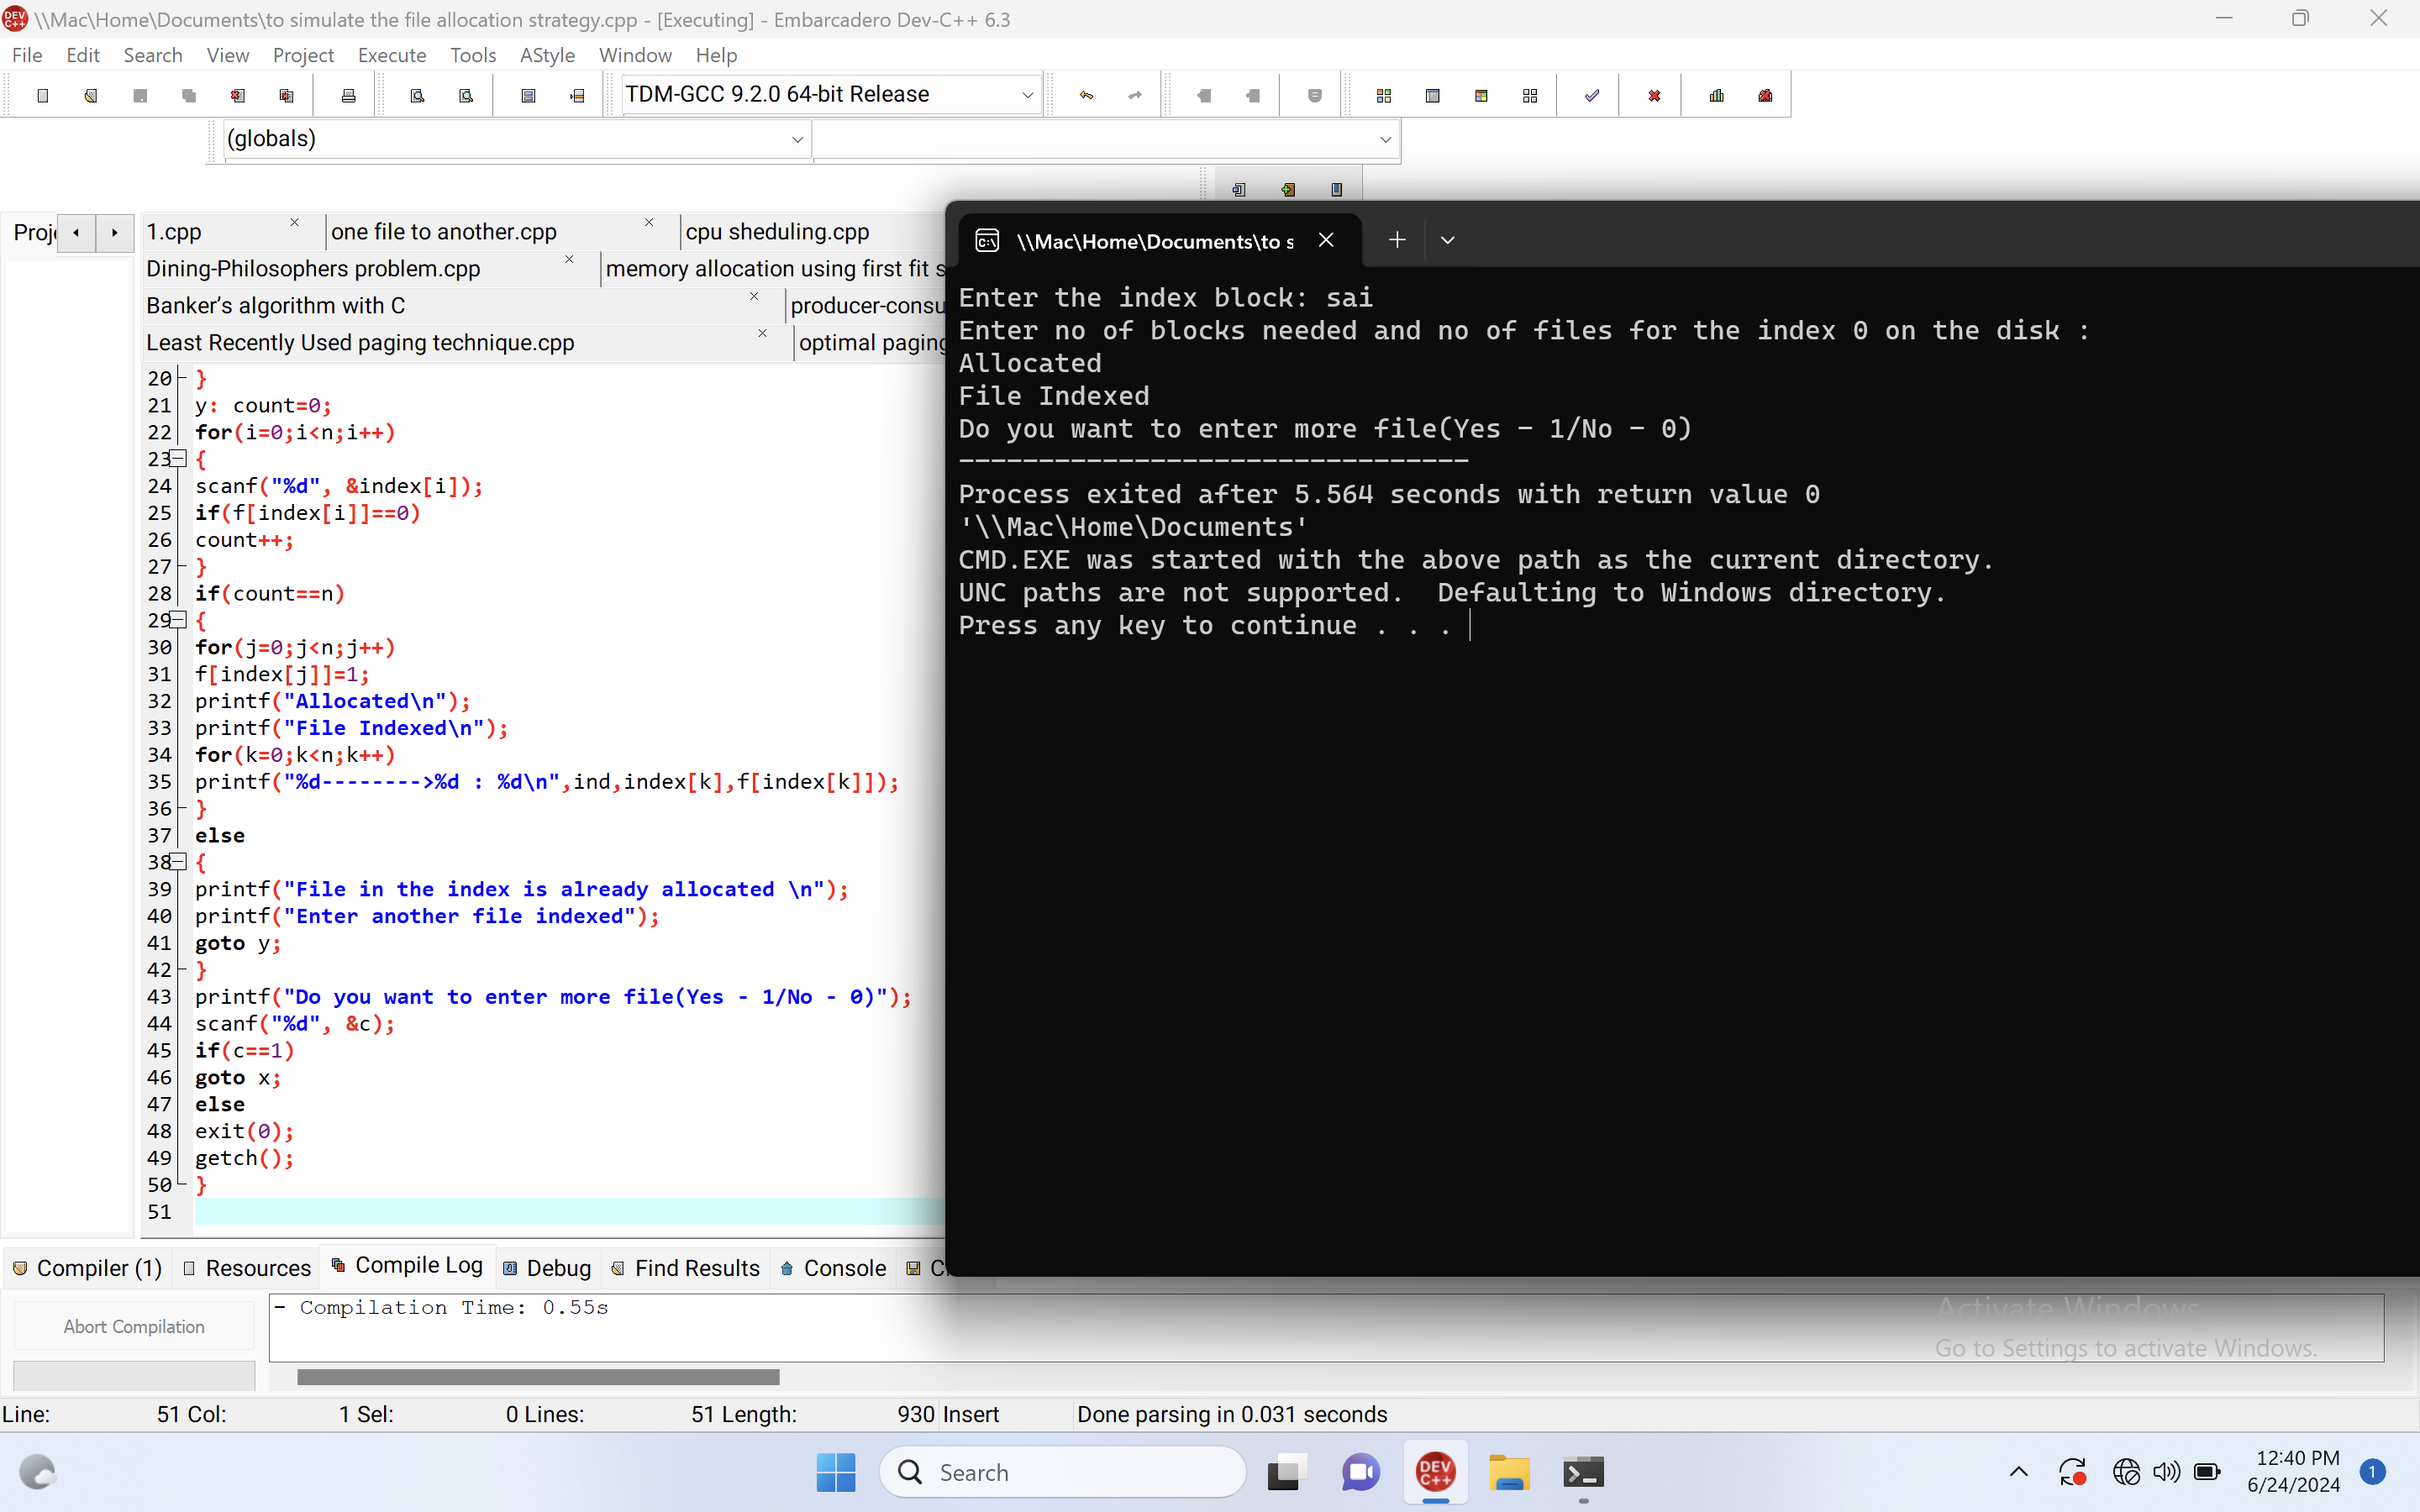 \\Mac\Home\Documents\to simulate the file allocation strategy.cpp - [Executing] - Embarcadero Dev-C++ 6.3
File Edit Search View Project Execute Tools AStyle Window Help
TDM-GCC 9.2.0 64-bit Release
(globals)
1.cpp one file to another.cpp cpu sheduling.cpp
Dining-Philosophers problem.cpp memory allocation using first fit s
Banker's algorithm with C producer-consu
Least Recently Used paging technique.cpp optimal paging
Proje
20 }
21 y: count=0;
22 for(i=0;i<n;i++)
23 {
24 scanf("%d", &index[i]);
25 if(f[index[i]]==0)
26 count++;
27 }
28 if(count==n)
29 {
30 for(j=0;j<n;j++)
31 f[index[j]]=1;
32 printf("Allocated\n");
33 printf("File Indexed\n");
34 for(k=0;k<n;k++)
35 printf("%d-------->%d : %d\n",ind,index[k],f[index[k]]);
36 }
37 else
38 {
39 printf("File in the index is already allocated \n");
40 printf("Enter another file indexed");
41 goto y;
42 }
43 printf("Do you want to enter more file(Yes - 1/No - 0)");
44 scanf("%d", &c);
45 if(c==1)
46 goto x;
47 else
48 exit(0);
49 getch();
50 }
51
\\Mac\Home\Documents\to s
Enter the index block: sai
Enter no of blocks needed and no of files for the index 0 on the disk :
Allocated
File Indexed
Do you want to enter more file(Yes - 1/No - 0)
--------------------------------
Process exited after 5.564 seconds with return value 0
'\\Mac\Home\Documents'
CMD.EXE was started with the above path as the current directory.
UNC paths are not supported.  Defaulting to Windows directory.
Press any key to continue . . .
Compiler (1) Resources Compile Log Debug Find Results Console
Abort Compilation
- Compilation Time: 0.55s
Activate Windows
Go to Settings to activate Windows.
Line: 51 Col: 1 Sel: 0 Lines: 51 Length: 930 Insert Done parsing in 0.031 seconds
DEV C++
Search
12:40 PM
6/24/2024
1